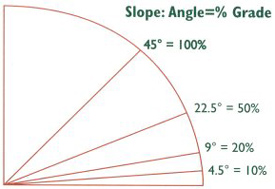 Slope: Angle=% Grade
45° = 100%
22.5° = 50%
9° = 20%
4.5° = 10%